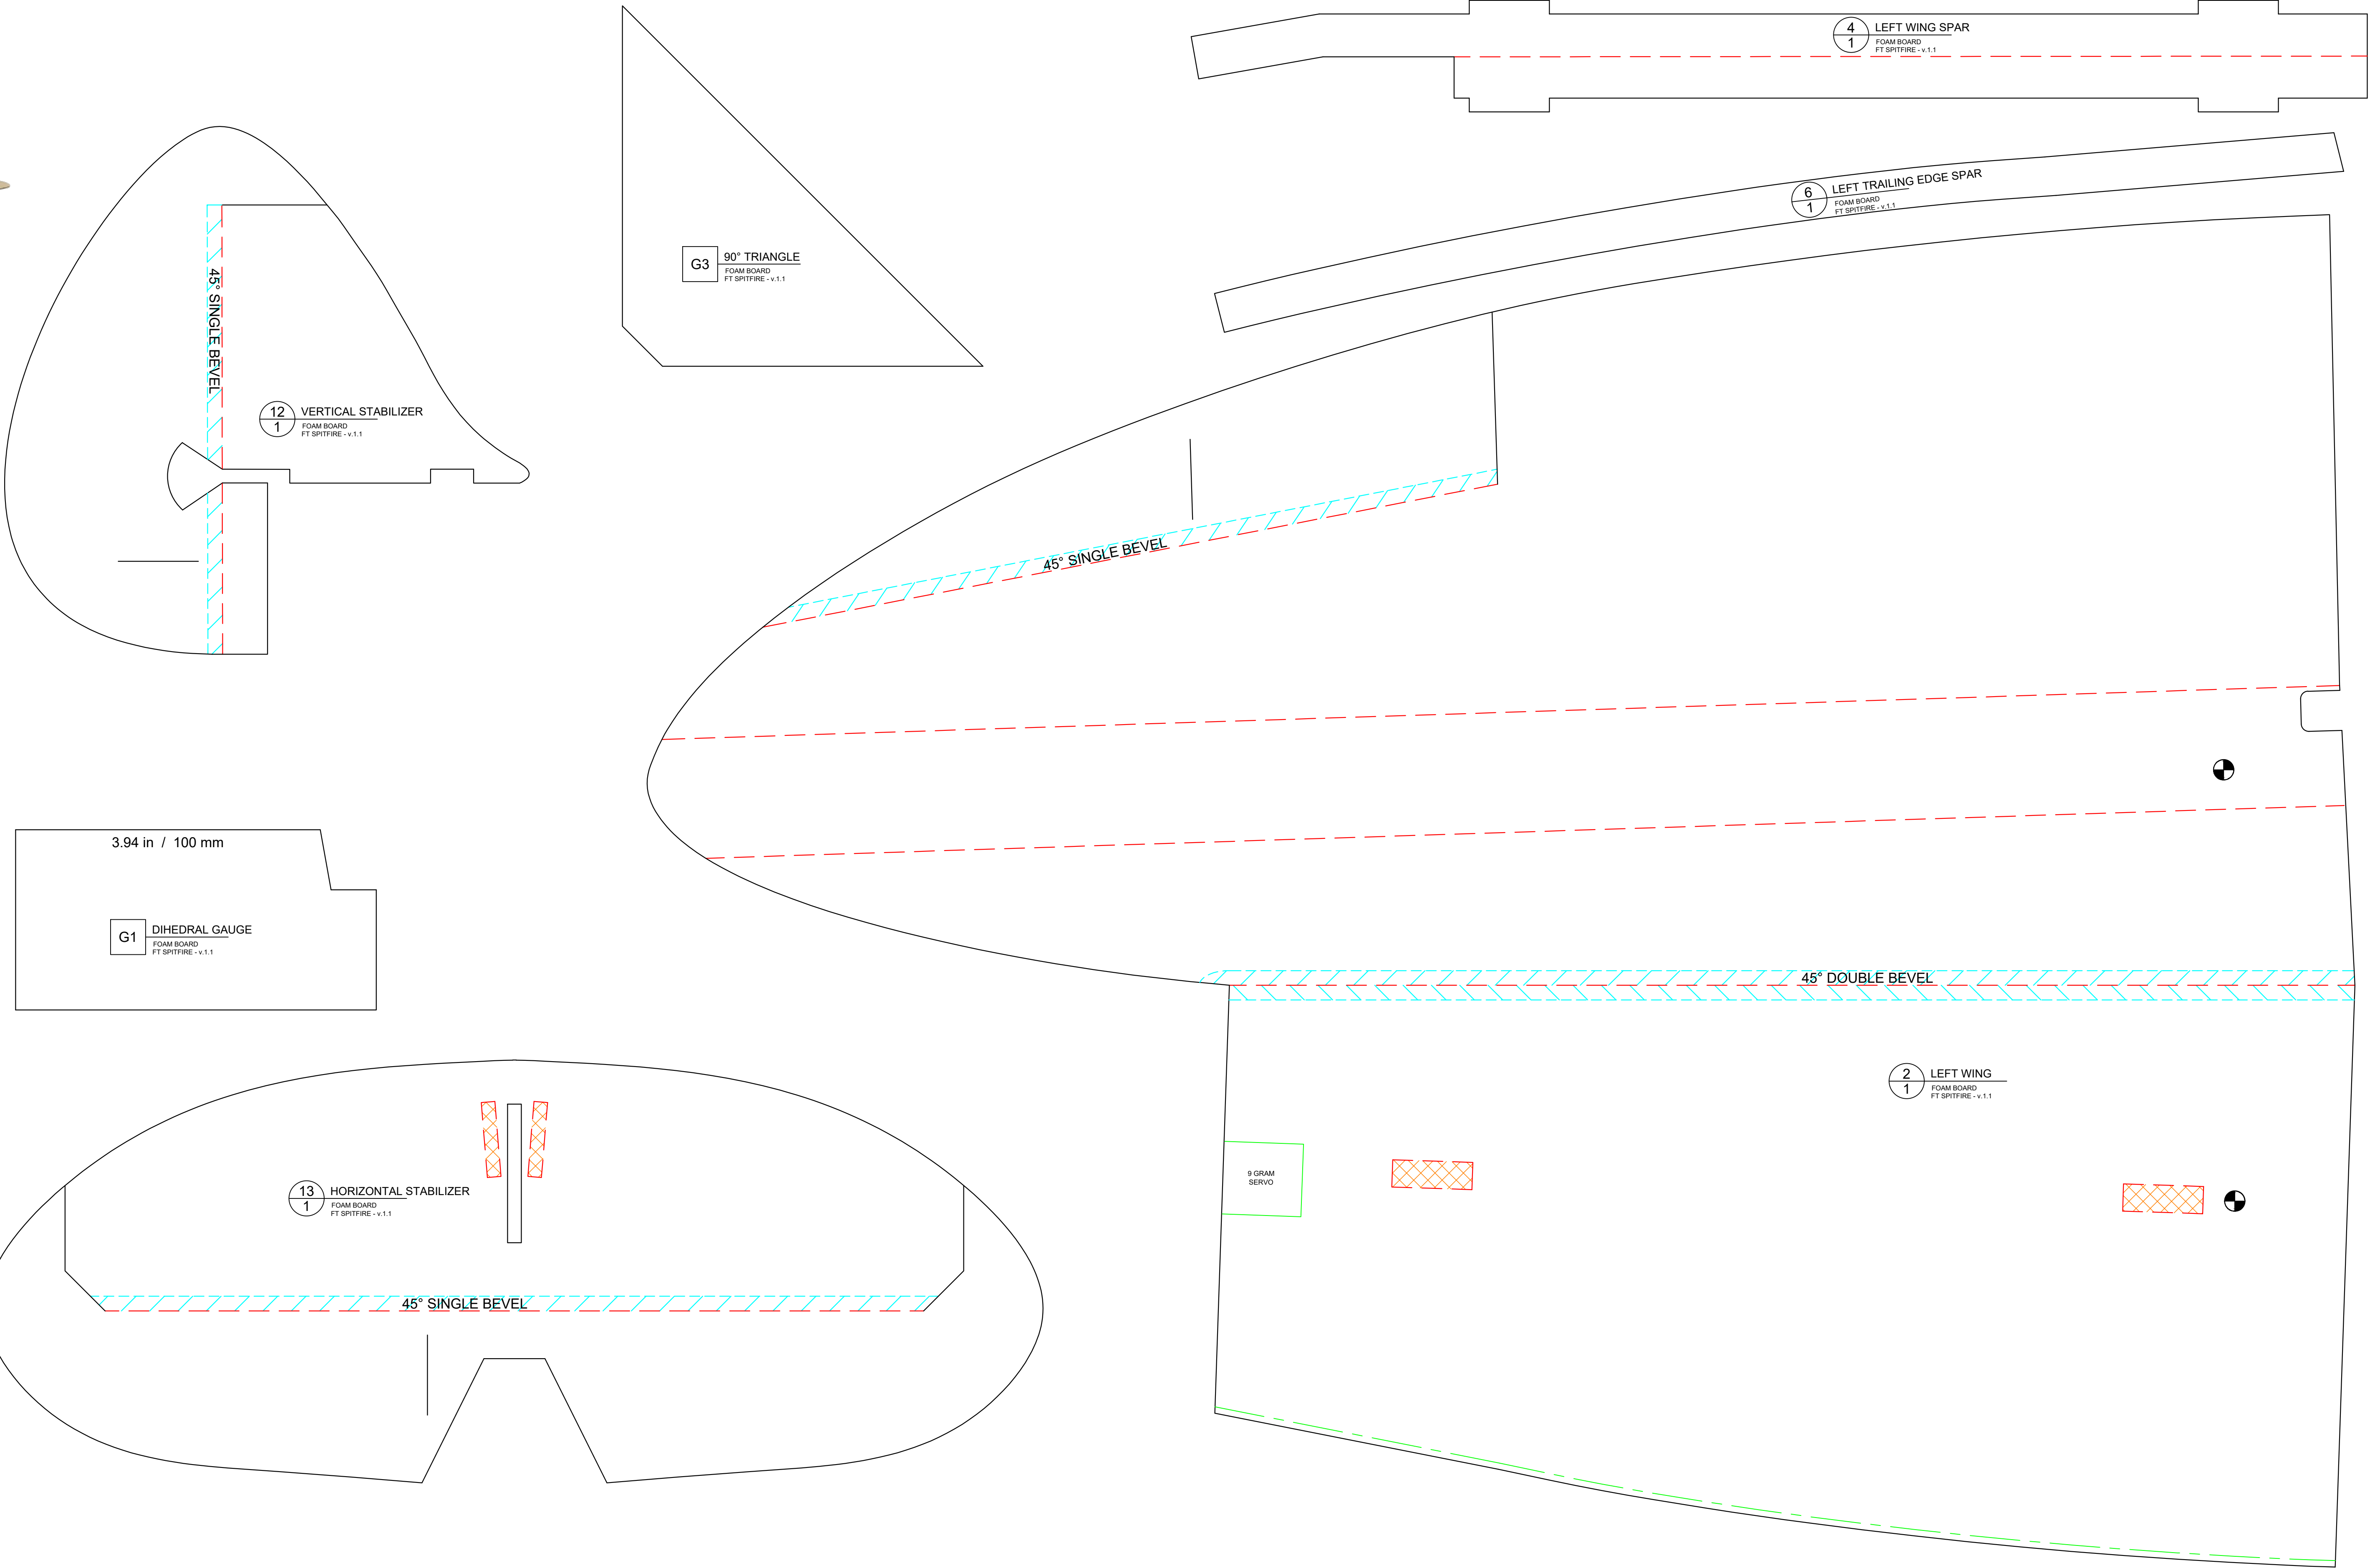 4
1
LEFT WING SPAR
FOAM BOARD
FT SPITFIRE - v.1.1
6
1
LEFT TRAILING EDGE SPAR
FOAM BOARD
FT SPITFIRE - v.1.1
G3
90° TRIANGLE
FOAM BOARD
FT SPITFIRE - v.1.1
45° SINGLE BEVEL
12
1
VERTICAL STABILIZER
FOAM BOARD
FT SPITFIRE - v.1.1
45° SINGLE BEVEL
3.94 in / 100 mm
G1
DIHEDRAL GAUGE
FOAM BOARD
FT SPITFIRE - v.1.1
45° DOUBLE BEVEL
2
1
LEFT WING
FOAM BOARD
FT SPITFIRE - v.1.1
9 GRAM
SERVO
13
1
HORIZONTAL STABILIZER
FOAM BOARD
FT SPITFIRE - v.1.1
45° SINGLE BEVEL